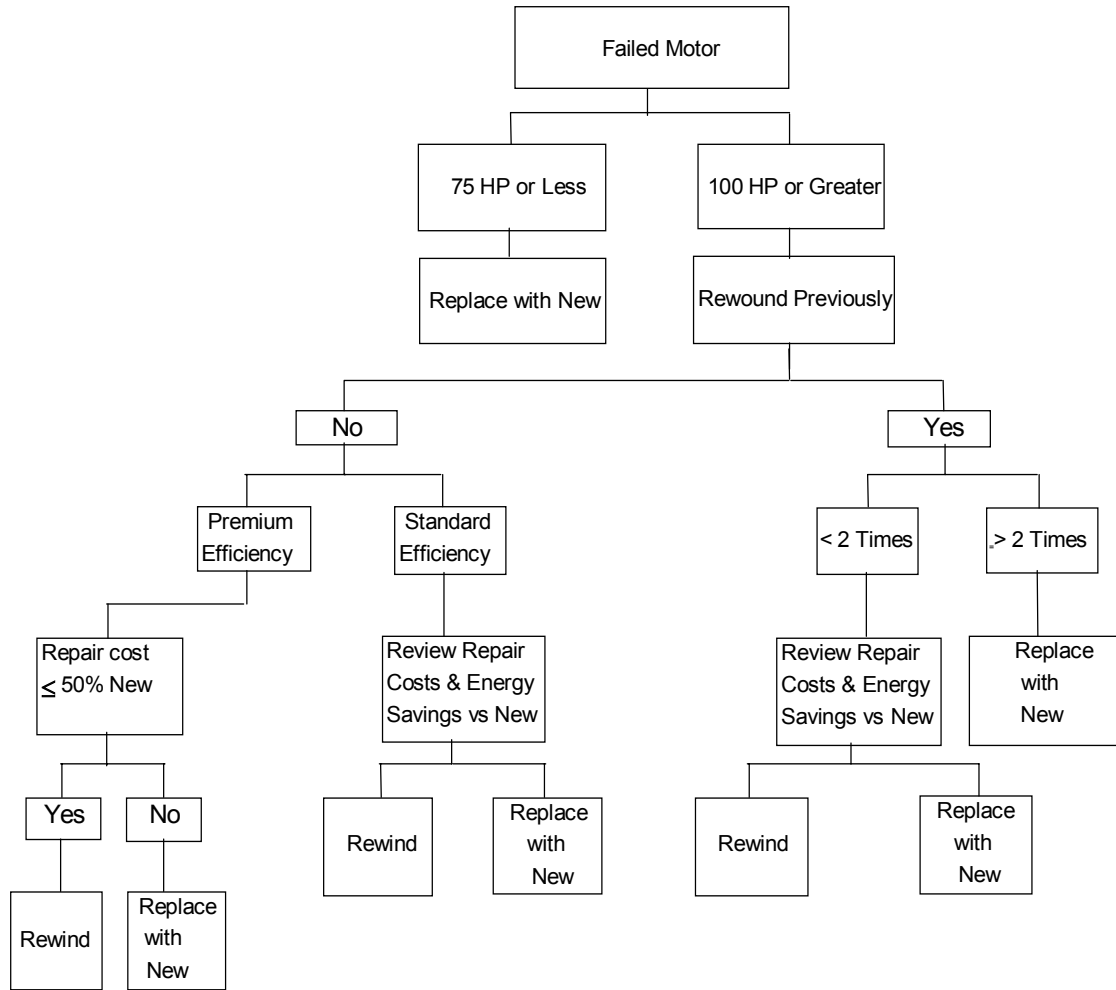 Failed Motor
75 HP or Less
100 HP or Greater
Replace with New
Rewound Previously
No
Yes
Premium
Efficiency
Standard
Efficiency
< 2 Times
=> 2 Times
Repair cost
≤ 50% New
Review Repair
Costs & Energy
Savings vs New
Review Repair
Costs & Energy
Savings vs New
Replace
with
New
Yes
No
Rewind
Replace
with
New
Rewind
Replace
with
New
Rewind
Replace
with
New